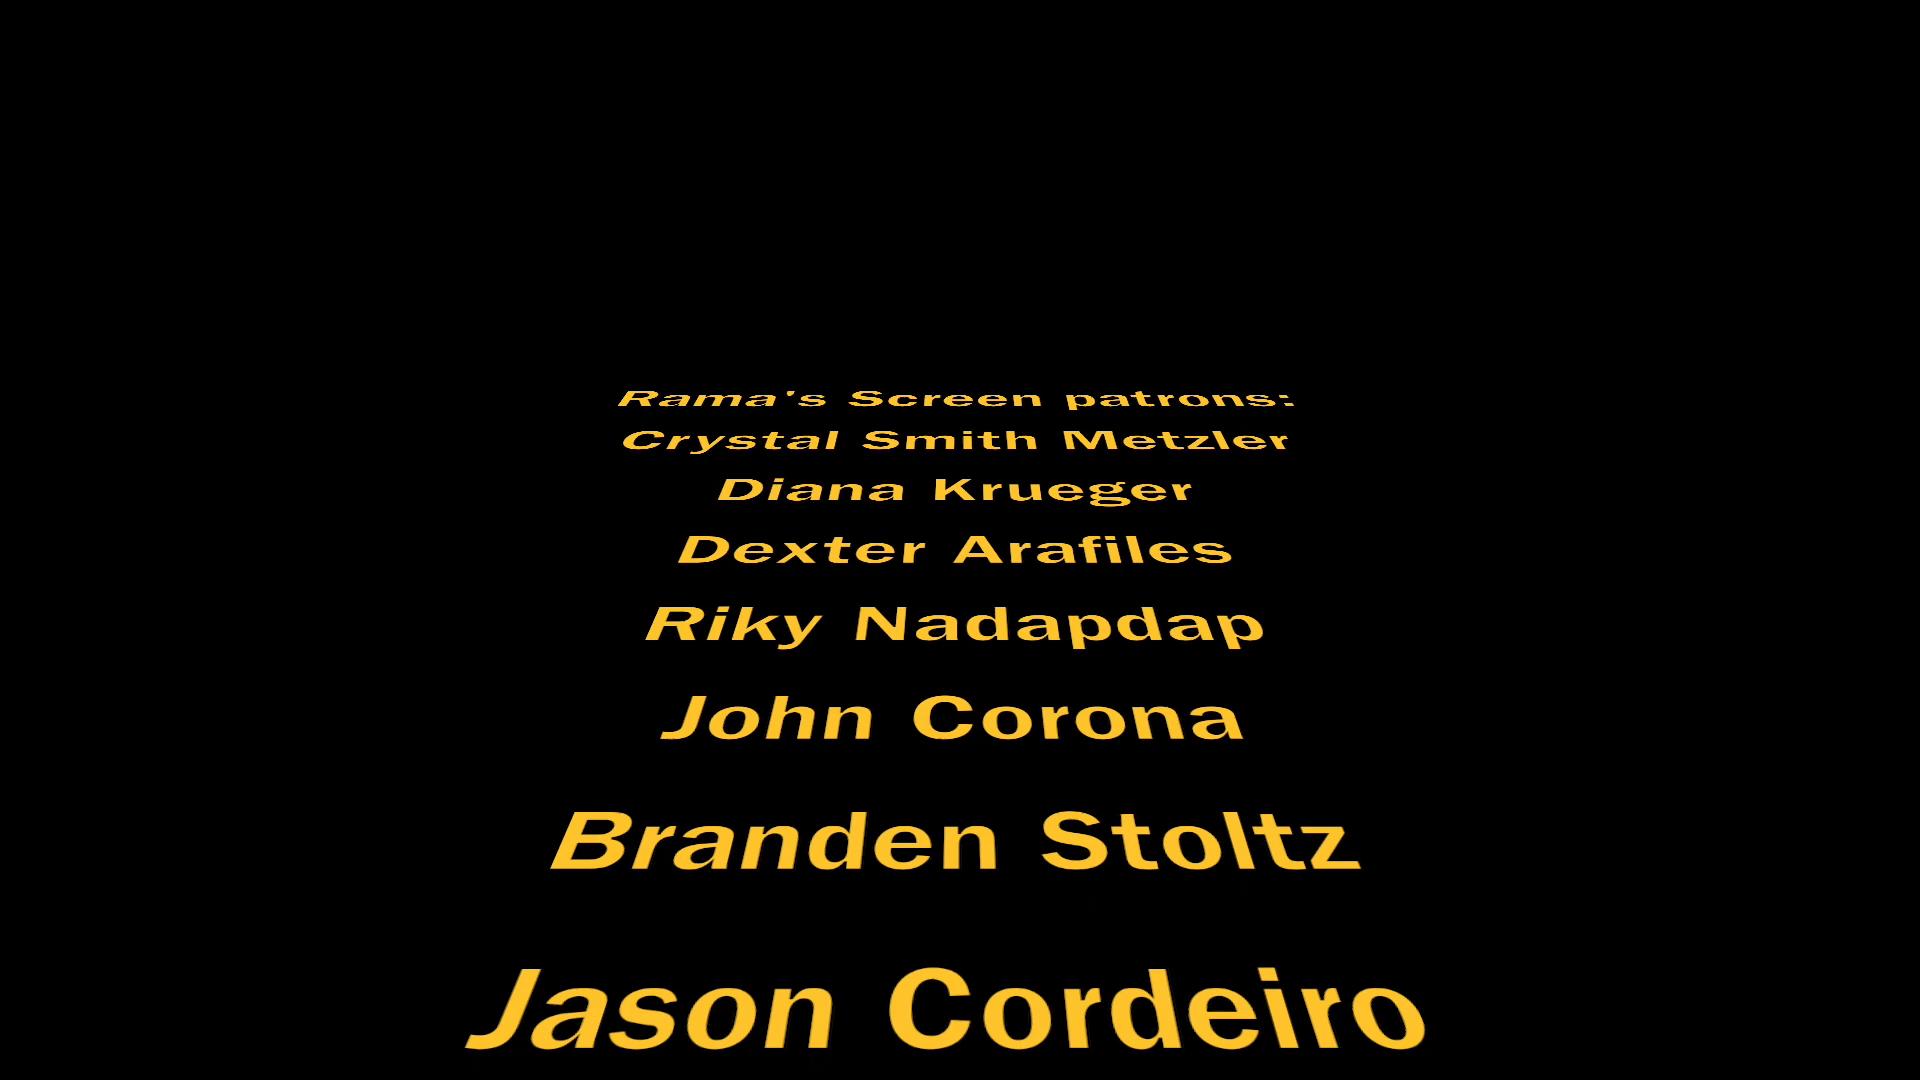 Rama's Screen patrons:
Crystal Smith Metzler
Diana Krueger
Dexter Arafiles
Riky Nadapdap
John Corona
Branden Stoltz
Jason Cordeiro